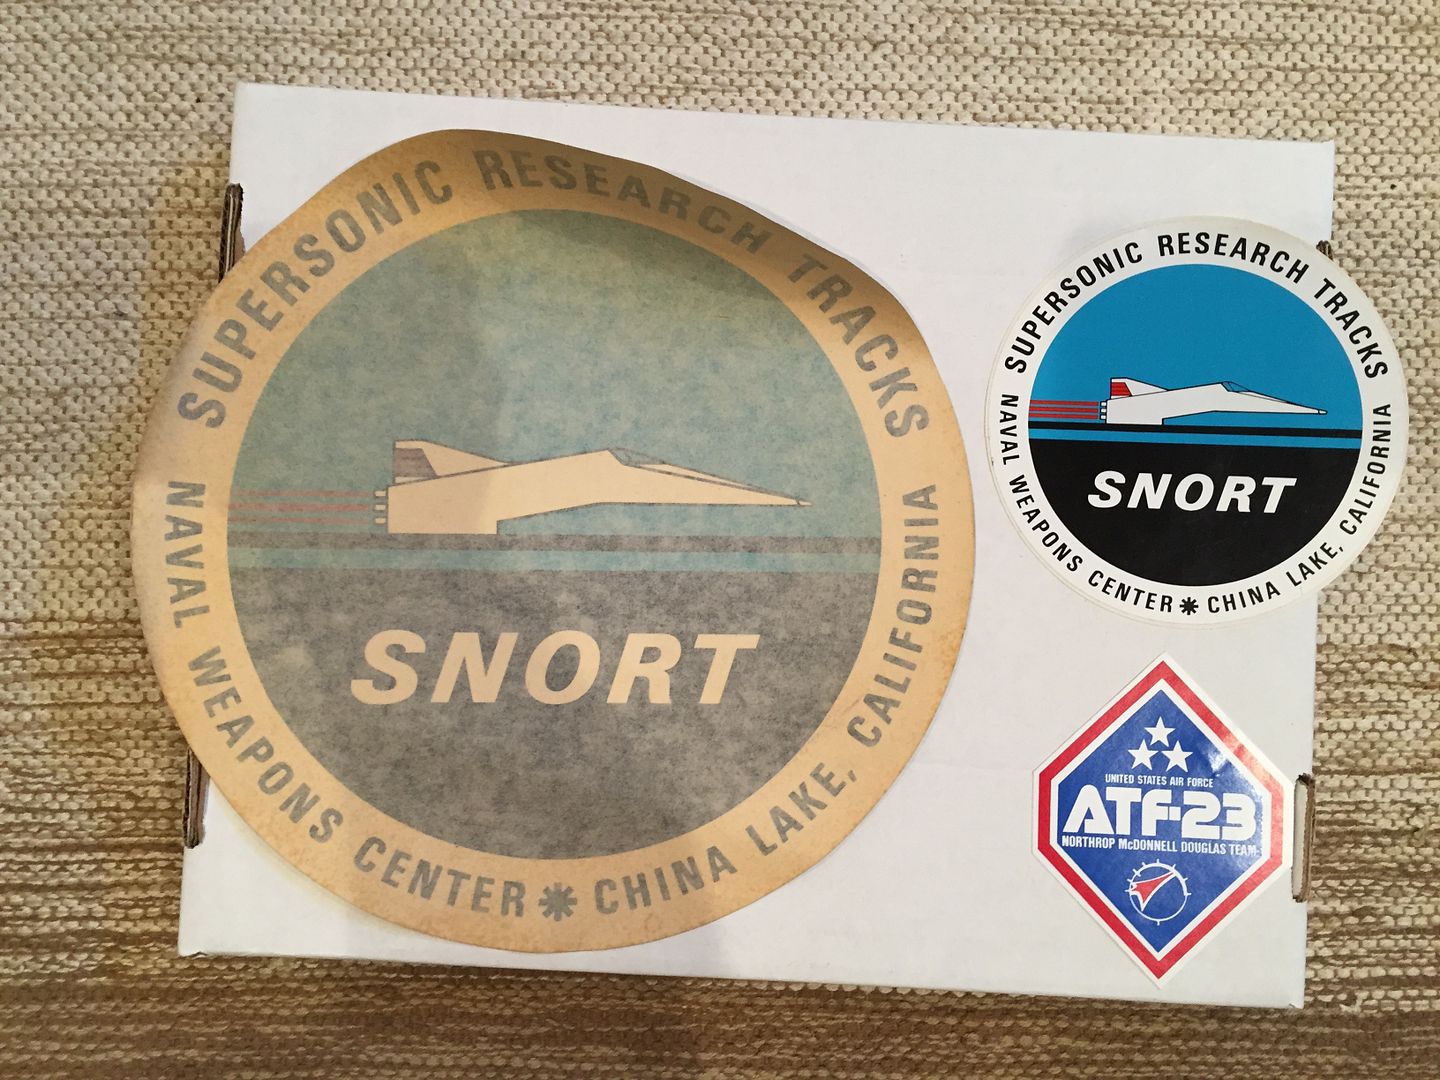 SUPERSONIC RESEARCH TRACKS
SNORT
NAVAL WEAPONS CENTER * CHINA LAKE, CALIFORNIA
SUPERSONIC RESEARCH TRACKS
SNORT
NAVAL WEAPONS CENTER * CHINA LAKE, CALIFORNIA
UNITED STATES AIR FORCE
ATF-23
NORTHROP McDONNELL DOUGLAS TEAM